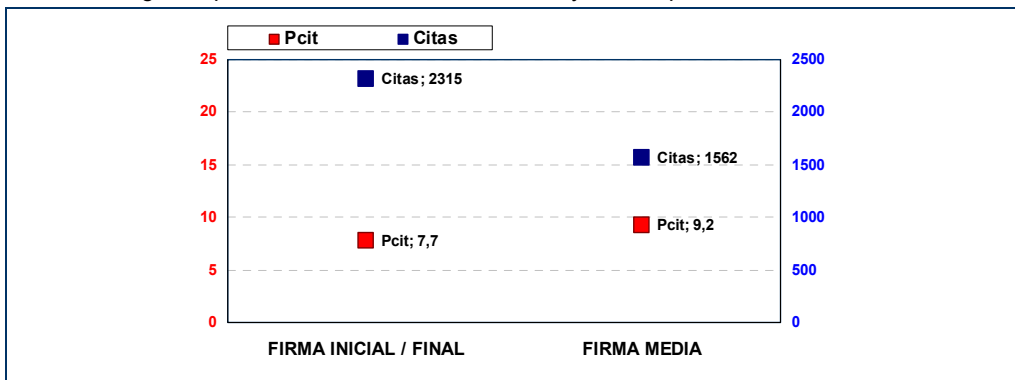 Pcit Citas
25 2500
Citas; 2315
20 2000
15 1500
Citas; 1562
10 1000
Pcit; 9,2
Pcit; 7,7
5 500
0 0
FIRMA INICIAL / FINAL FIRMA MEDIA